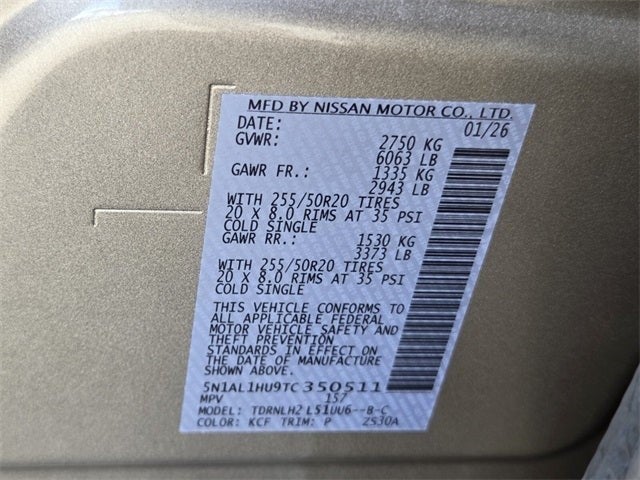 MFD BY NISSAN MOTOR CO., LTD.
DATE: 01/26
GVWR: 2750 KG
6063 LB
GAWR FR.: 1335 KG
2943 LB
WITH 255/50R20 TIRES
20 X 8.0 RIMS AT 35 PSI
COLD SINGLE
GAWR RR.: 1530 KG
3373 LB
WITH 255/50R20 TIRES
20 X 8.0 RIMS AT 35 PSI
COLD SINGLE
THIS VEHICLE CONFORMS TO
ALL APPLICABLE FEDERAL
MOTOR VEHICLE SAFETY AND
THEFT PREVENTION
STANDARDS IN EFFECT ON
THE DATE OF MANUFACTURE
SHOWN ABOVE.
5N1AL1HU9TC350511
MPV 157
MODEL: TDRNLH2 L51UU6--B-C
COLOR: KCF TRIM: P 2S30A